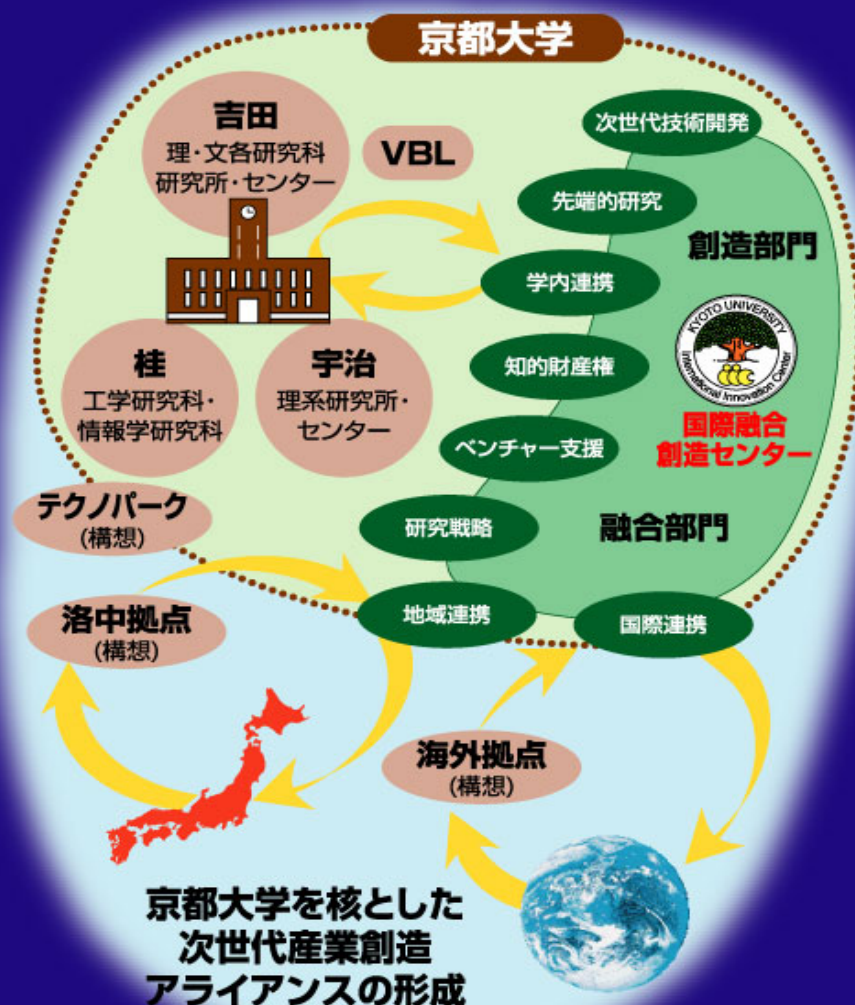 京都大学
吉田
理・文各研究科
研究所・センター
VBL
次世代技術開発
先端的研究
創造部門
学内連携
KYOTO UNIVERSITY
International Innovation Center
桂
工学研究科・
情報学研究科
宇治
理系研究所・
センター
知的財産権
国際融合
創造センター
ベンチャー支援
テクノパーク
(構想)
研究戦略
融合部門
洛中拠点
(構想)
地域連携
国際連携
海外拠点
(構想)
京都大学を核とした
次世代産業創造
アライアンスの形成